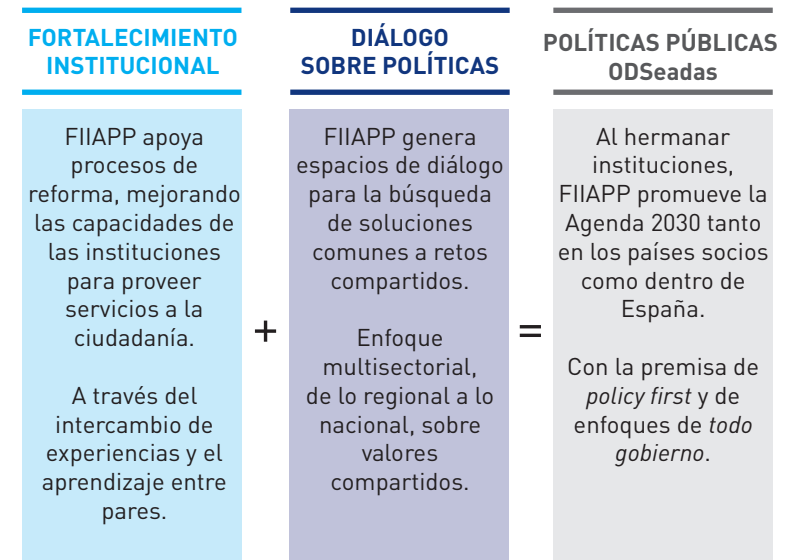 FORTALECIMIENTO
INSTITUCIONAL
FIIAPP apoya
procesos de
reforma, mejorando
las capacidades de
las instituciones
para proveer
servicios a la
ciudadanía.
A través del
intercambio de
experiencias y el
aprendizaje entre
pares.
+
DIÁLOGO
SOBRE POLÍTICAS
FIIAPP genera
espacios de diálogo
para la búsqueda
de soluciones
comunes a retos
compartidos.
Enfoque
multisectorial,
de lo regional a lo
nacional, sobre
valores
compartidos.
=
POLÍTICAS PÚBLICAS
ODSeadas
Al hermanar
instituciones,
FIIAPP promueve la
Agenda 2030 tanto
en los países socios
como dentro de
España.
Con la premisa de
policy first y de
enfoques de todo
gobierno.